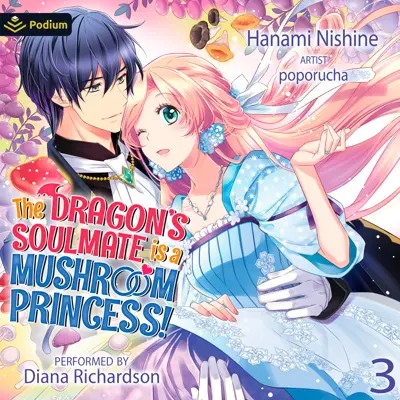 Podium
Hanami Nishine
ARTIST
poporucha
The DRAGON'S
SOULMATE is a
MUSHROOM
PRINCESS!
PERFORMED BY
Diana Richardson
3